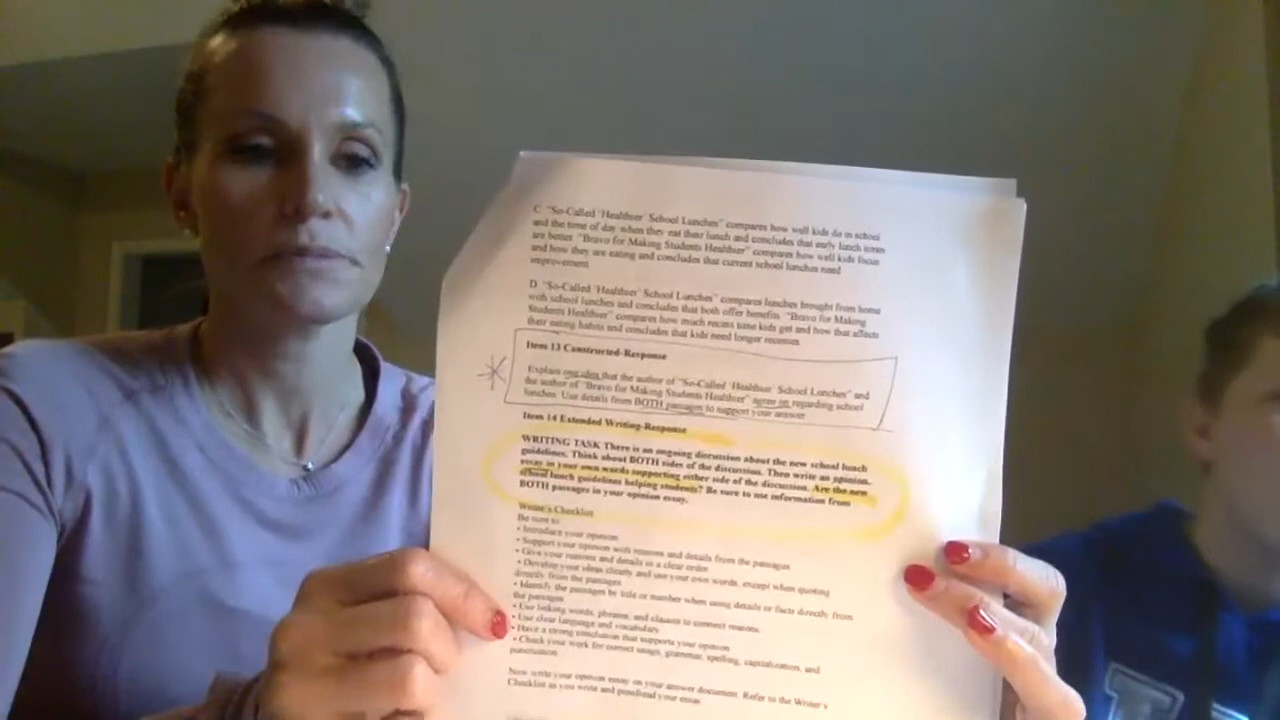 C. "So-Called 'Healthier' School Lunches" compares how well kids do in school
and the time of day when they eat their lunch and concludes that early lunch times
are better. "Bravo for Making Students Healthier" compares how well kids focus
and how they are eating and concludes that current school lunches need
improvement.
D. "So-Called 'Healthier' School Lunches" compares lunches brought from home
with school lunches and concludes that both offer benefits. "Bravo for Making
Students Healthier" compares how much recess time kids get and how that affects
their eating habits and concludes that kids need longer recesses.
Item 13 Constructed-Response
Explain one idea that the author of "So-Called 'Healthier' School Lunches" and
the author of "Bravo for Making Students Healthier" agree on regarding school
lunches. Use details from BOTH passages to support your answer.
Item 14 Extended Writing-Response
WRITING TASK There is an ongoing discussion about the new school lunch
guidelines. Think about BOTH sides of the discussion. Then write an opinion
essay in your own words supporting either side of the discussion. Are the new
school lunch guidelines helping students? Be sure to use information from
BOTH passages in your opinion essay.
Writer's Checklist
Be sure to:
• Introduce your opinion
• Support your opinion with reasons and details from the passages
• Give your reasons and details in a clear order
• Develop your ideas clearly and use your own words, except when quoting
directly from the passages
• Identify the passages by title or number when using details or facts directly from
the passages
• Use linking words, phrases, and clauses to connect reasons
• Use clear language and vocabulary
• Have a strong conclusion that supports your opinion
• Check your work for correct usage, grammar, spelling, capitalization, and
punctuation
Now write your opinion essay on your answer document. Refer to the Writer's
Checklist as you write and proofread your essay.